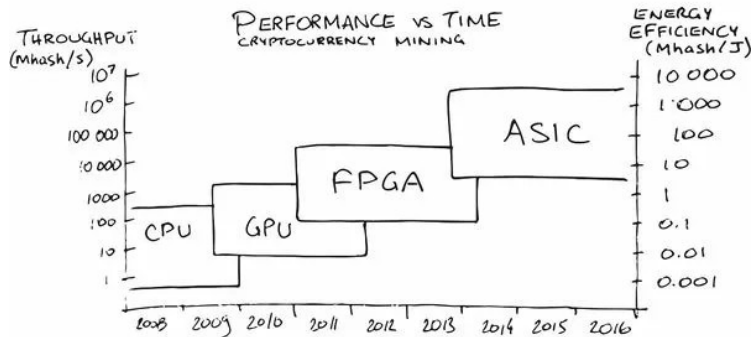 PERFORMANCE VS TIME
CRYPTOCURRENCY MINING
THROUGHPUT
(Mhash/s)
ENERGY
EFFICIENCY
(Mhash/J)
10⁷
10⁶
100 000
10 000
1000
100
10
1
CPU
GPU
FPGA
ASIC
10 000
1 000
100
10
1
0.1
0.01
0.001
2008 2009 2010 2011 2012 2013 2014 2015 2016